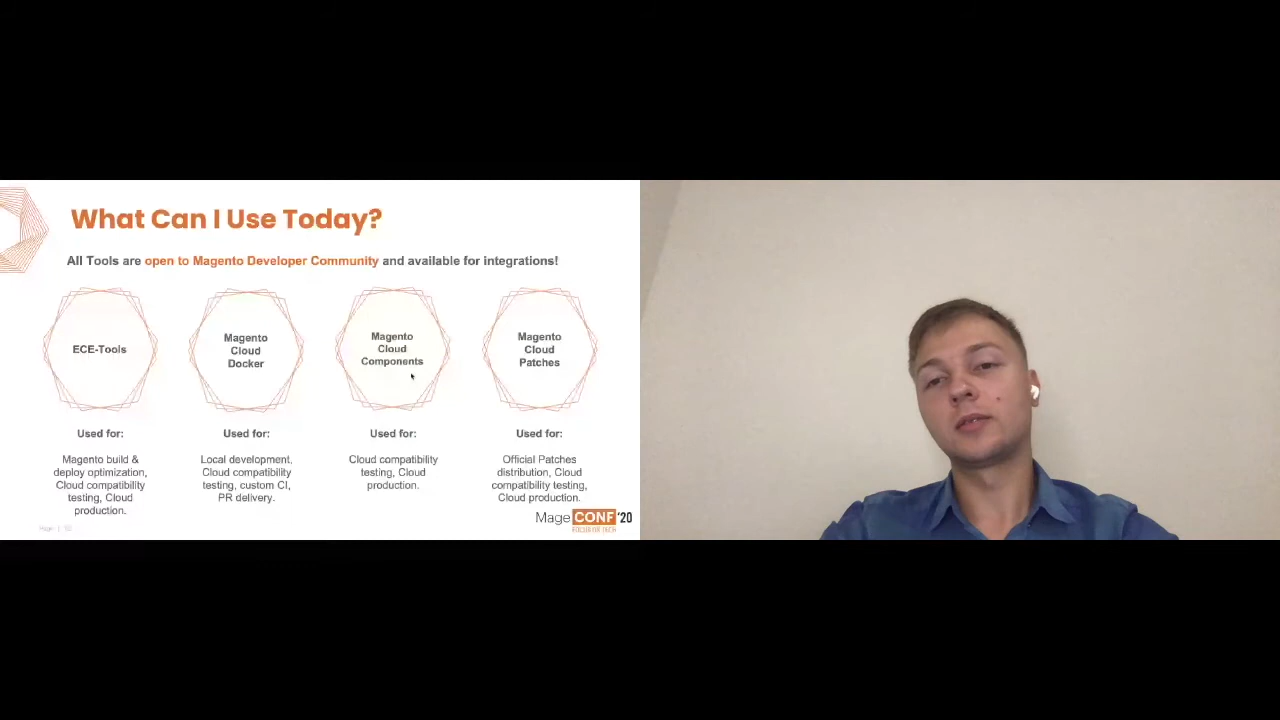 What Can I Use Today?
All Tools are open to Magento Developer Community and available for integrations!
ECE-Tools
Magento
Cloud
Docker
Magento
Cloud
Components
Magento
Cloud
Patches
Used for:
Magento build &
deploy optimization,
Cloud compatibility
testing, Cloud
production.
Used for:
Local development,
Cloud compatibility
testing, custom CI,
PR delivery.
Used for:
Cloud compatibility
testing, Cloud
production.
Used for:
Official Patches
distribution, Cloud
compatibility testing,
Cloud production.
Mage CONF '20